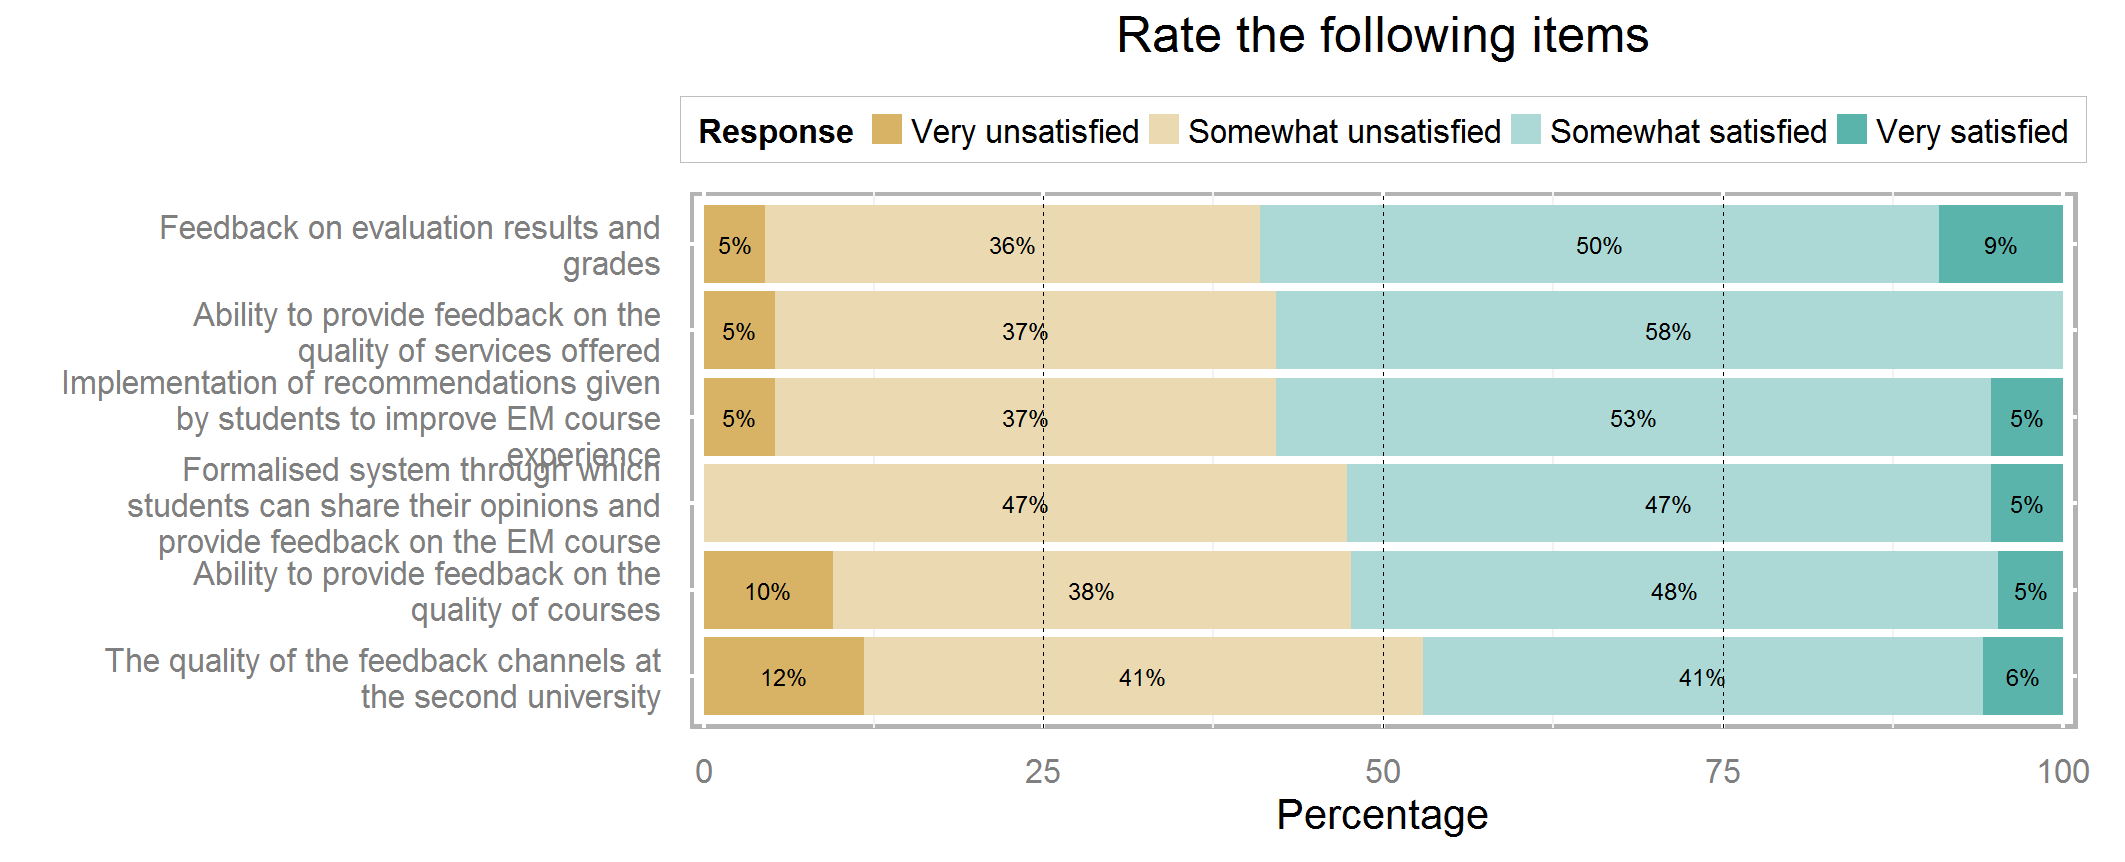 Rate the following items
Response Very unsatisfied Somewhat unsatisfied Somewhat satisfied Very satisfied
Feedback on evaluation results and
grades
5% 36% 50% 9%
Ability to provide feedback on the
quality of services offered
5% 37% 58%
Implementation of recommendations given
by students to improve EM course
experience
5% 37% 53% 5%
Formalised system through which
students can share their opinions and
provide feedback on the EM course
47% 47% 5%
Ability to provide feedback on the
quality of courses
10% 38% 48% 5%
The quality of the feedback channels at
the second university
12% 41% 41% 6%
0 25 50 75 100
Percentage